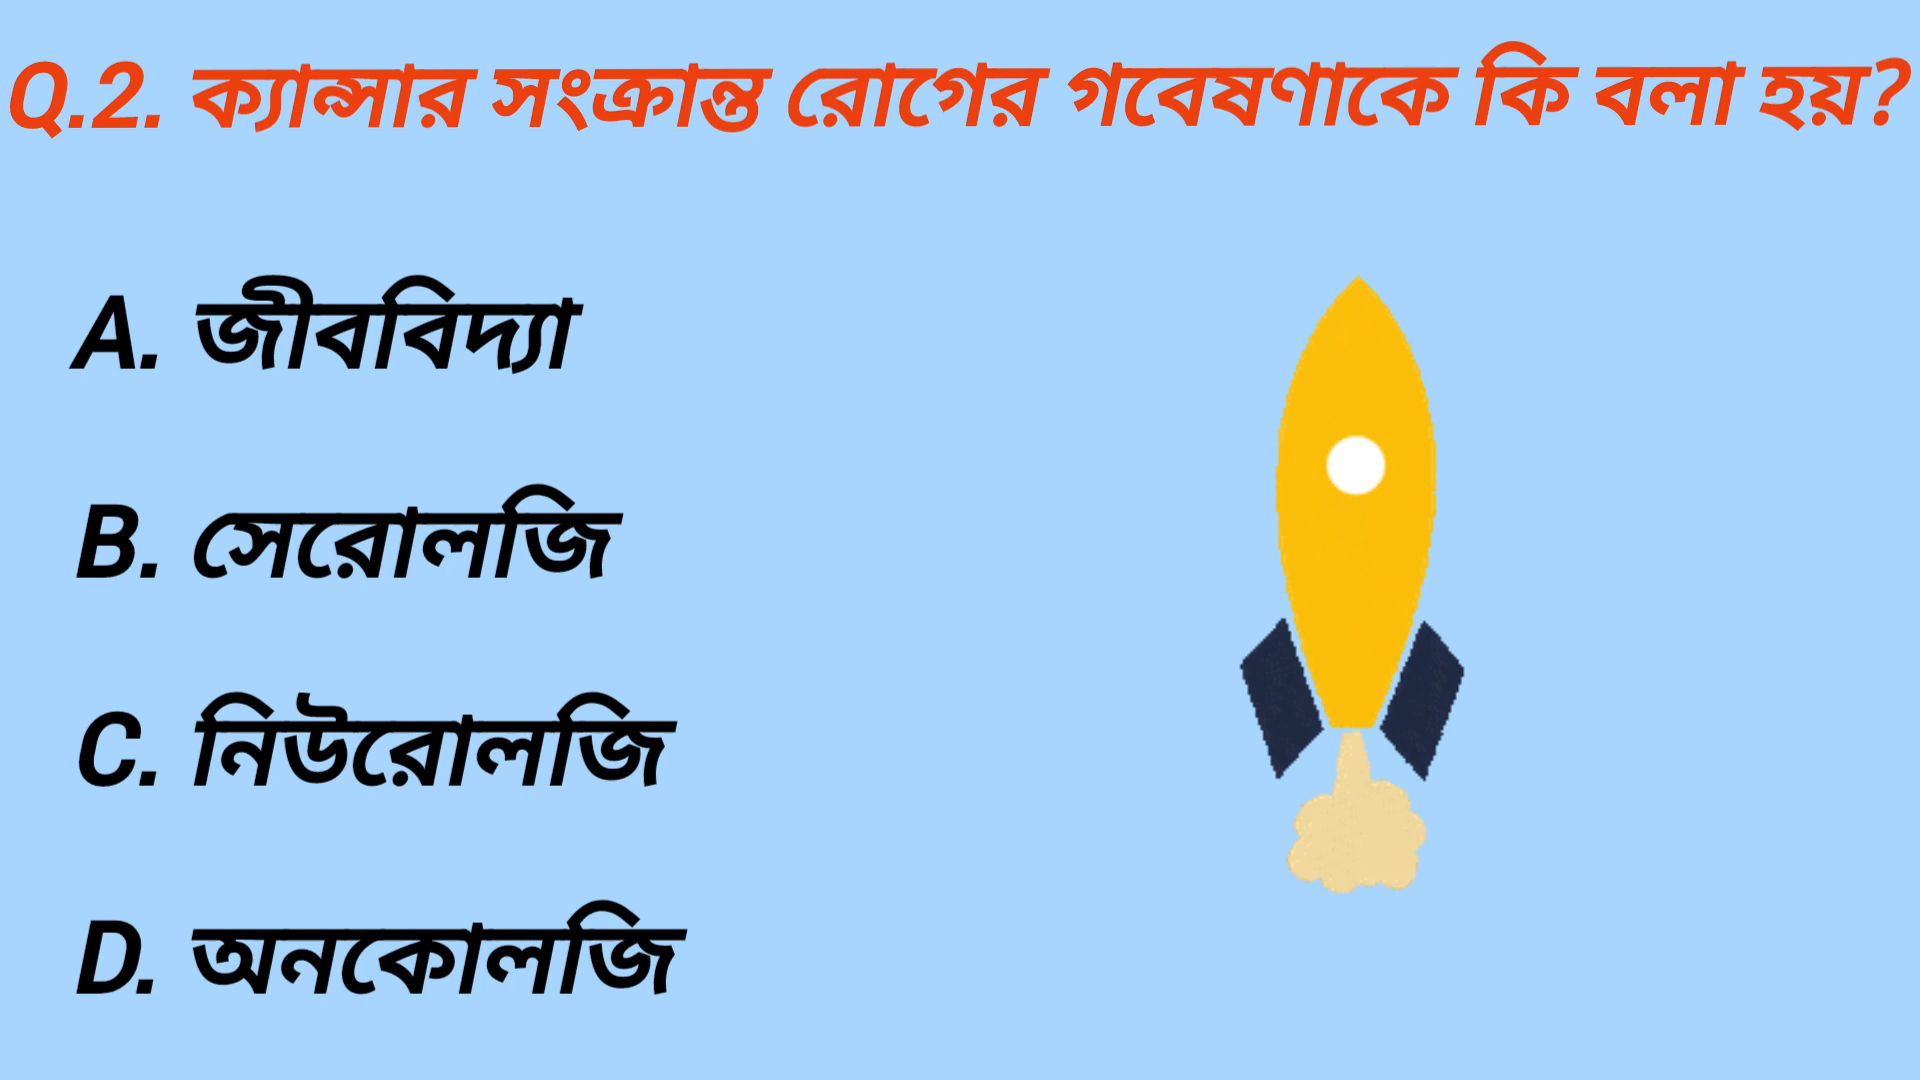 Q.2. ক্যান্সার সংক্রান্ত রোগের গবেষণাকে কি বলা হয়?
A. জীববিদ্যা
B. সেরোলজি
C. নিউরোলজি
D. অনকোলজি